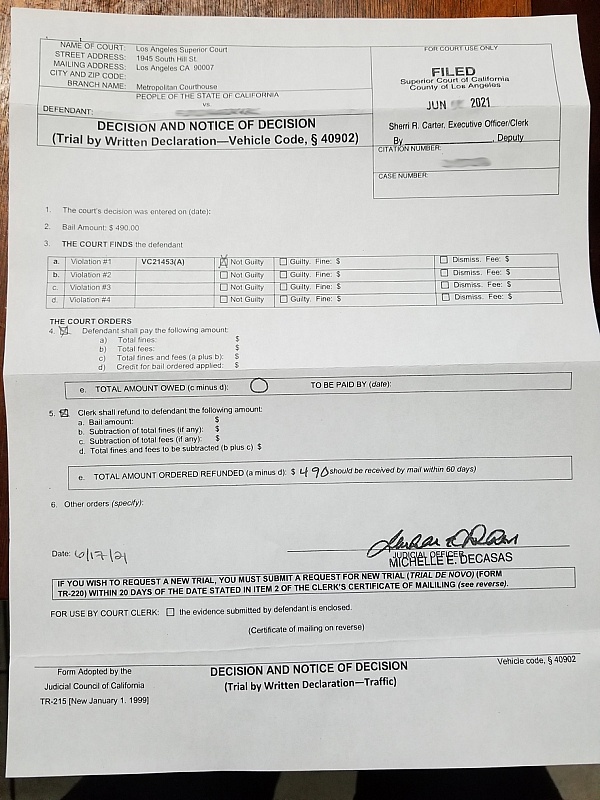 NAME OF COURT: Los Angeles Superior Court
STREET ADDRESS: 1945 South Hill St.
MAILING ADDRESS: Los Angeles CA 90007
CITY AND ZIP CODE:
BRANCH NAME: Metropolitan Courthouse
PEOPLE OF THE STATE OF CALIFORNIA
vs.
DEFENDANT:
DECISION AND NOTICE OF DECISION
(Trial by Written Declaration—Vehicle Code, § 40902)
FOR COURT USE ONLY
FILED
Superior Court of California
County of Los Angeles
JUN 2021
Sherri R. Carter, Executive Officer/Clerk
By , Deputy
CITATION NUMBER:
CASE NUMBER:
1. The court's decision was entered on (date):
2. Bail Amount: $ 490.00
3. THE COURT FINDS the defendant
a. Violation #1 VC21453(A) Not Guilty Guilty. Fine: $ Dismiss. Fee: $
b. Violation #2 Not Guilty Guilty. Fine: $ Dismiss. Fee: $
c. Violation #3 Not Guilty Guilty. Fine: $ Dismiss. Fee: $
d. Violation #4 Not Guilty Guilty. Fine: $ Dismiss. Fee: $
THE COURT ORDERS
4. Defendant shall pay the following amount:
a) Total fines: $
b) Total fees: $
c) Total fines and fees (a plus b): $
d) Credit for bail ordered applied: $
e. TOTAL AMOUNT OWED (c minus d): 0 TO BE PAID BY (date):
5. Clerk shall refund to defendant the following amount:
a. Bail amount: $
b. Subtraction of total fines (if any): $
c. Subtraction of total fees (if any): $
d. Total fines and fees to be subtracted (b plus c) $
e. TOTAL AMOUNT ORDERED REFUNDED (a minus d): $ 490 should be received by mail within 60 days)
6. Other orders (specify):
Date: 6/17/21
JUDICIAL OFFICER
MICHELLE E. DECASAS
IF YOU WISH TO REQUEST A NEW TRIAL, YOU MUST SUBMIT A REQUEST FOR NEW TRIAL (TRIAL DE NOVO) (FORM
TR-220) WITHIN 20 DAYS OF THE DATE STATED IN ITEM 2 OF THE CLERK'S CERTIFICATE OF MAILILING (see reverse).
FOR USE BY COURT CLERK: the evidence submitted by defendant is enclosed.
(Certificate of mailing on reverse)
Form Adopted by the
Judicial Council of California
TR-215 [New January 1, 1999]
DECISION AND NOTICE OF DECISION
(Trial by Written Declaration—Traffic)
Vehicle code, § 40902